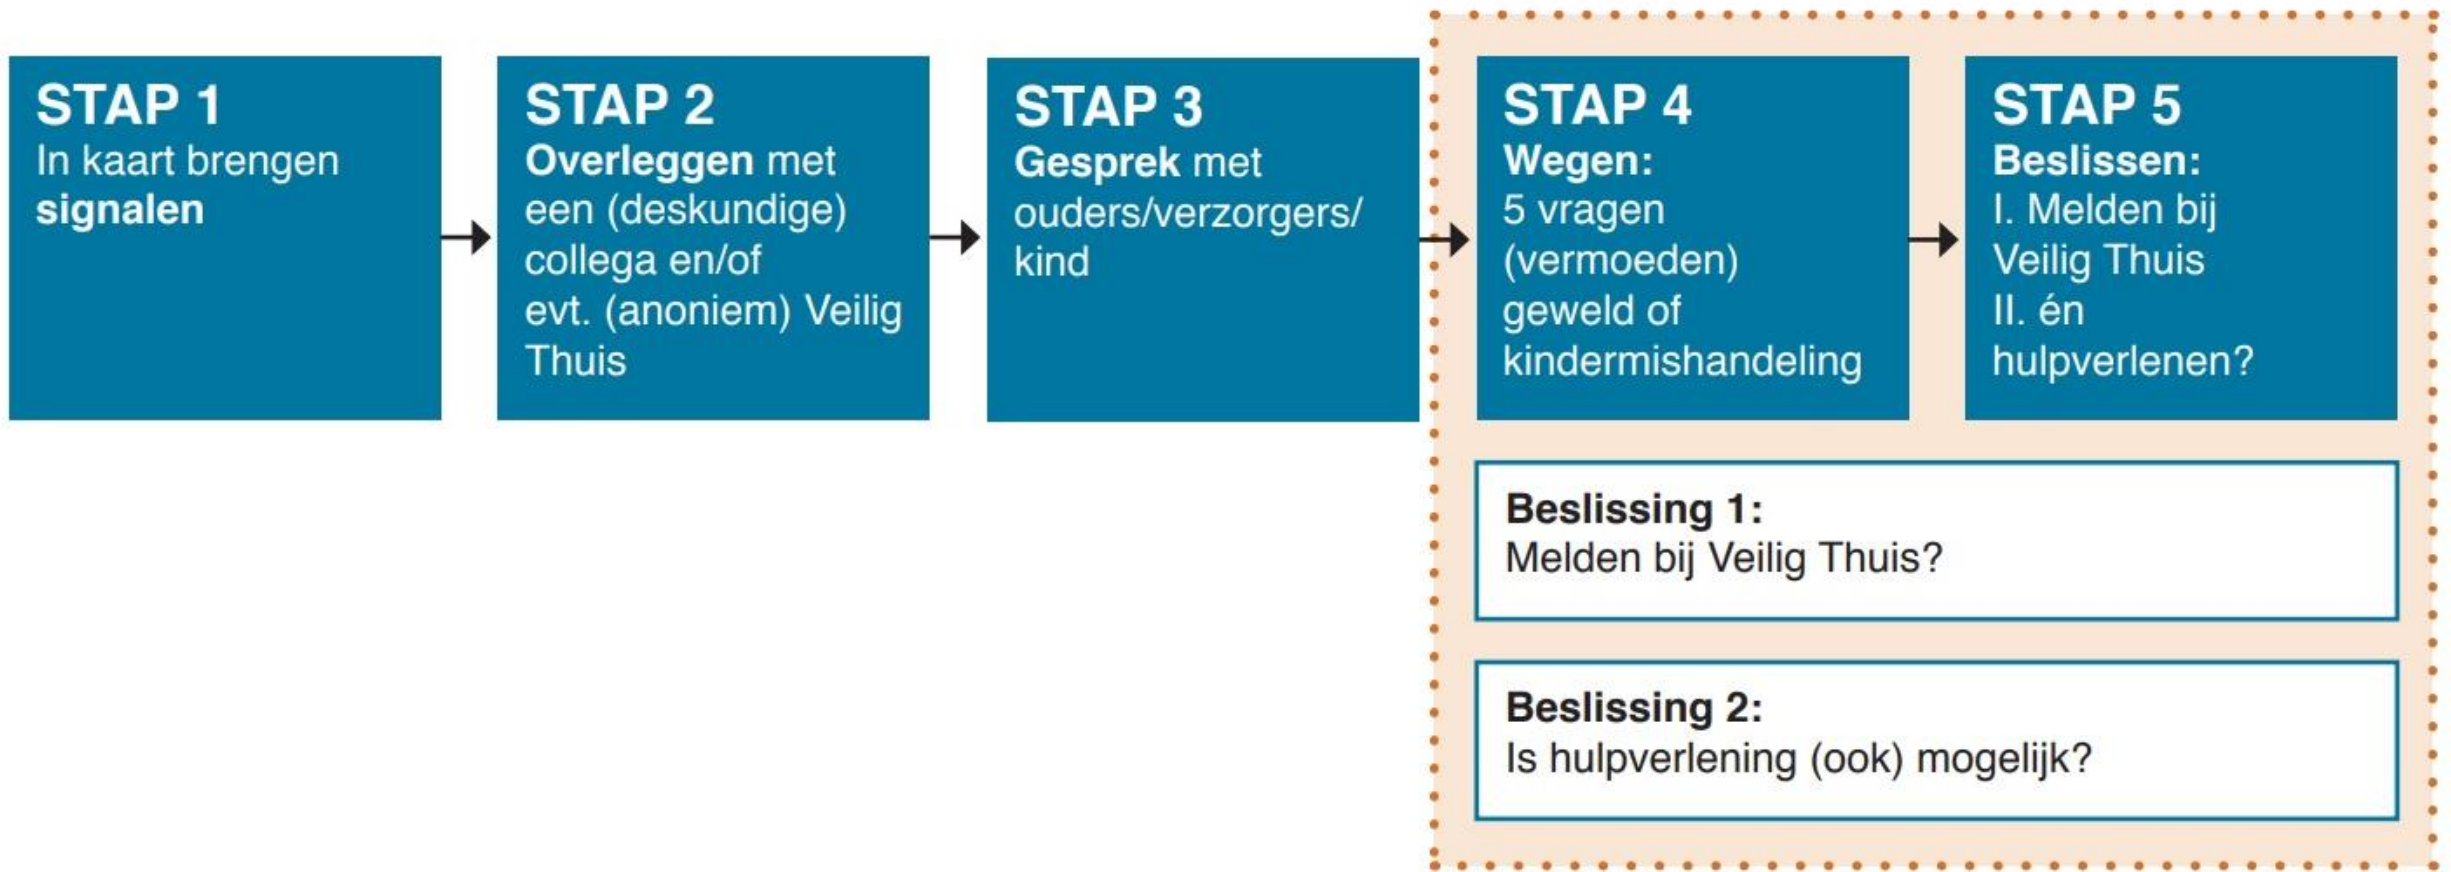 STAP 1
In kaart brengen
signalen
STAP 2
Overleggen met
een (deskundige)
collega en/of
evt. (anoniem) Veilig
Thuis
STAP 3
Gesprek met
ouders/verzorgers/
kind
STAP 4
Wegen:
5 vragen
(vermoeden)
geweld of
kindermishandeling
STAP 5
Beslissen:
I. Melden bij
Veilig Thuis
II. én
hulpverlenen?
Beslissing 1:
Melden bij Veilig Thuis?
Beslissing 2:
Is hulpverlening (ook) mogelijk?